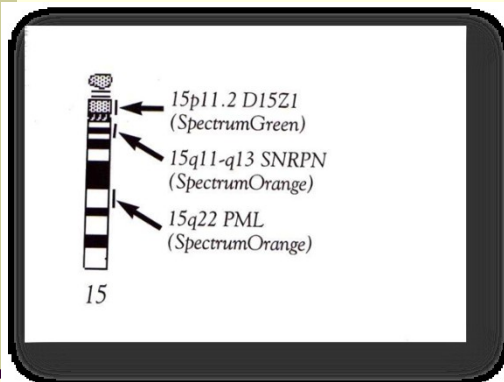 15p11.2 D15Z1
(SpectrumGreen)
15q11-q13 SNRPN
(SpectrumOrange)
15q22 PML
(SpectrumOrange)
15